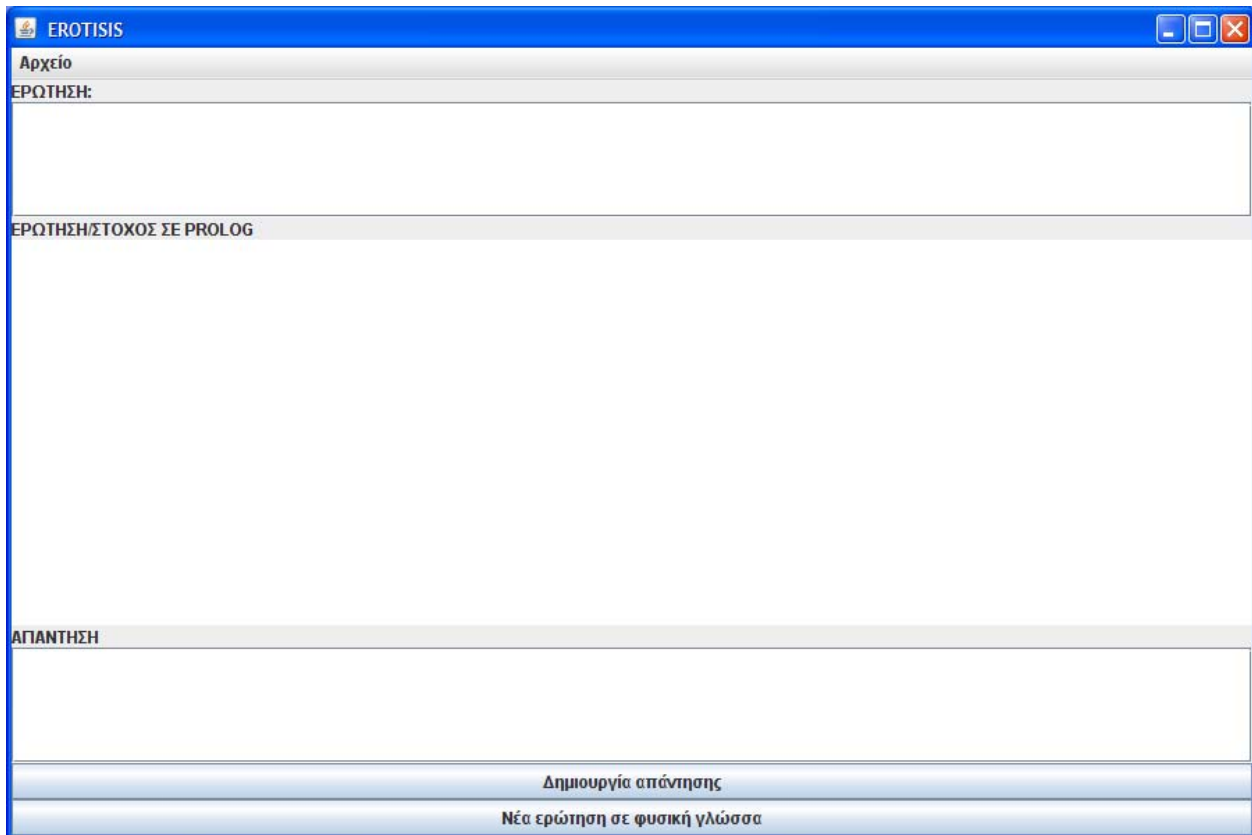 EROTISIS
Αρχείο
ΕΡΩΤΗΣΗ:
ΕΡΩΤΗΣΗ/ΣΤΟΧΟΣ ΣΕ PROLOG
ΑΠΑΝΤΗΣΗ
Δημιουργία απάντησης
Νέα ερώτηση σε φυσική γλώσσα